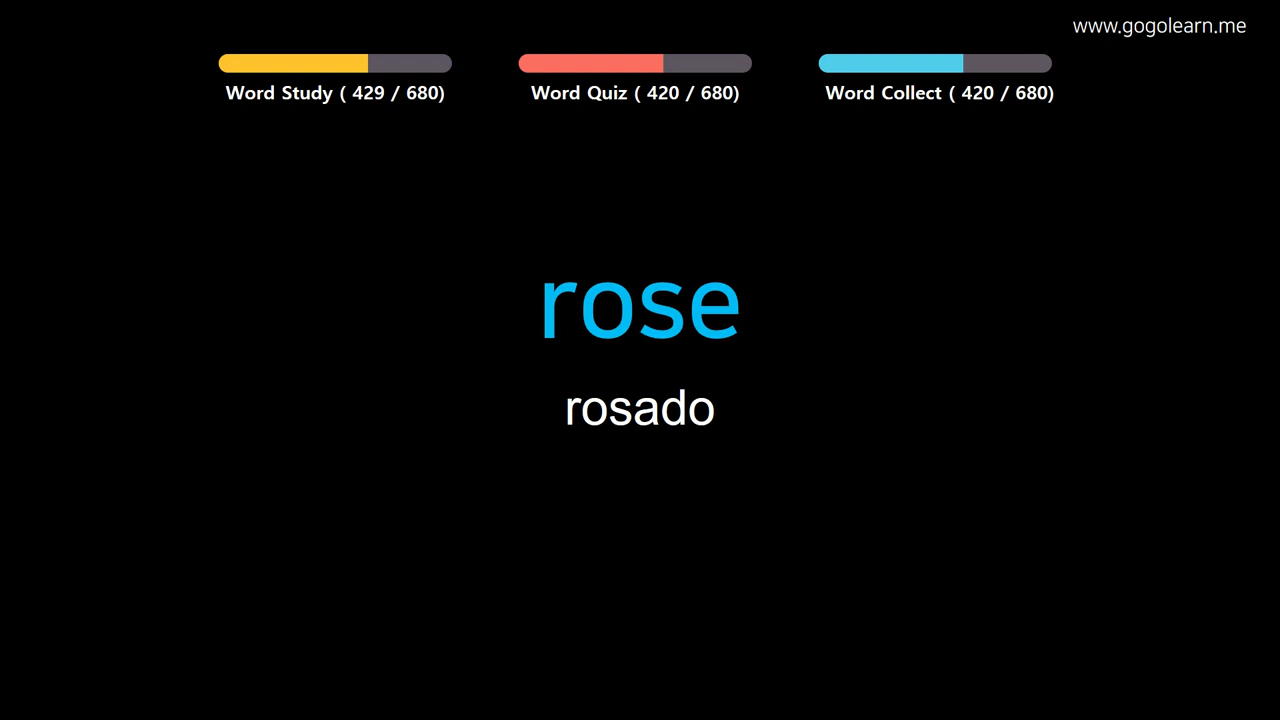 www.gogolearn.me
Word Study ( 429 / 680)
Word Quiz ( 420 / 680)
Word Collect ( 420 / 680)
rose
rosado